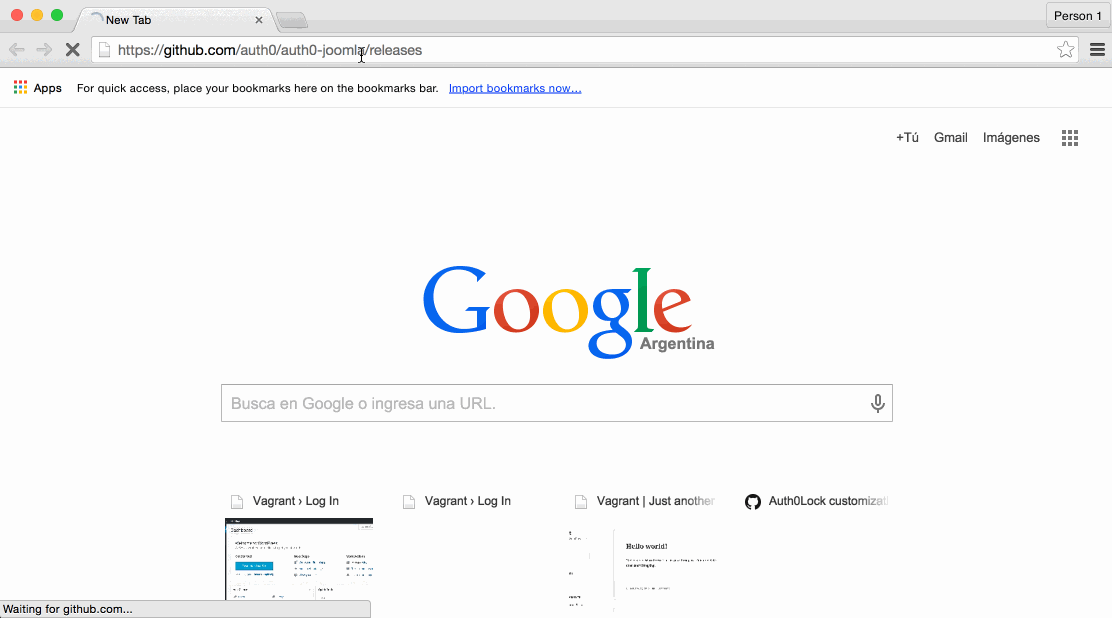 New Tab
Person 1
https://github.com/auth0/auth0-joomla/releases
Apps For quick access, place your bookmarks here on the bookmarks bar. Import bookmarks now...
+Tú Gmail Imágenes
Google
Argentina
Busca en Google o ingresa una URL.
Vagrant › Log In
Vagrant › Log In
Vagrant | Just another
Auth0Lock customizati
Dashboard
Hello world!
Waiting for github.com...